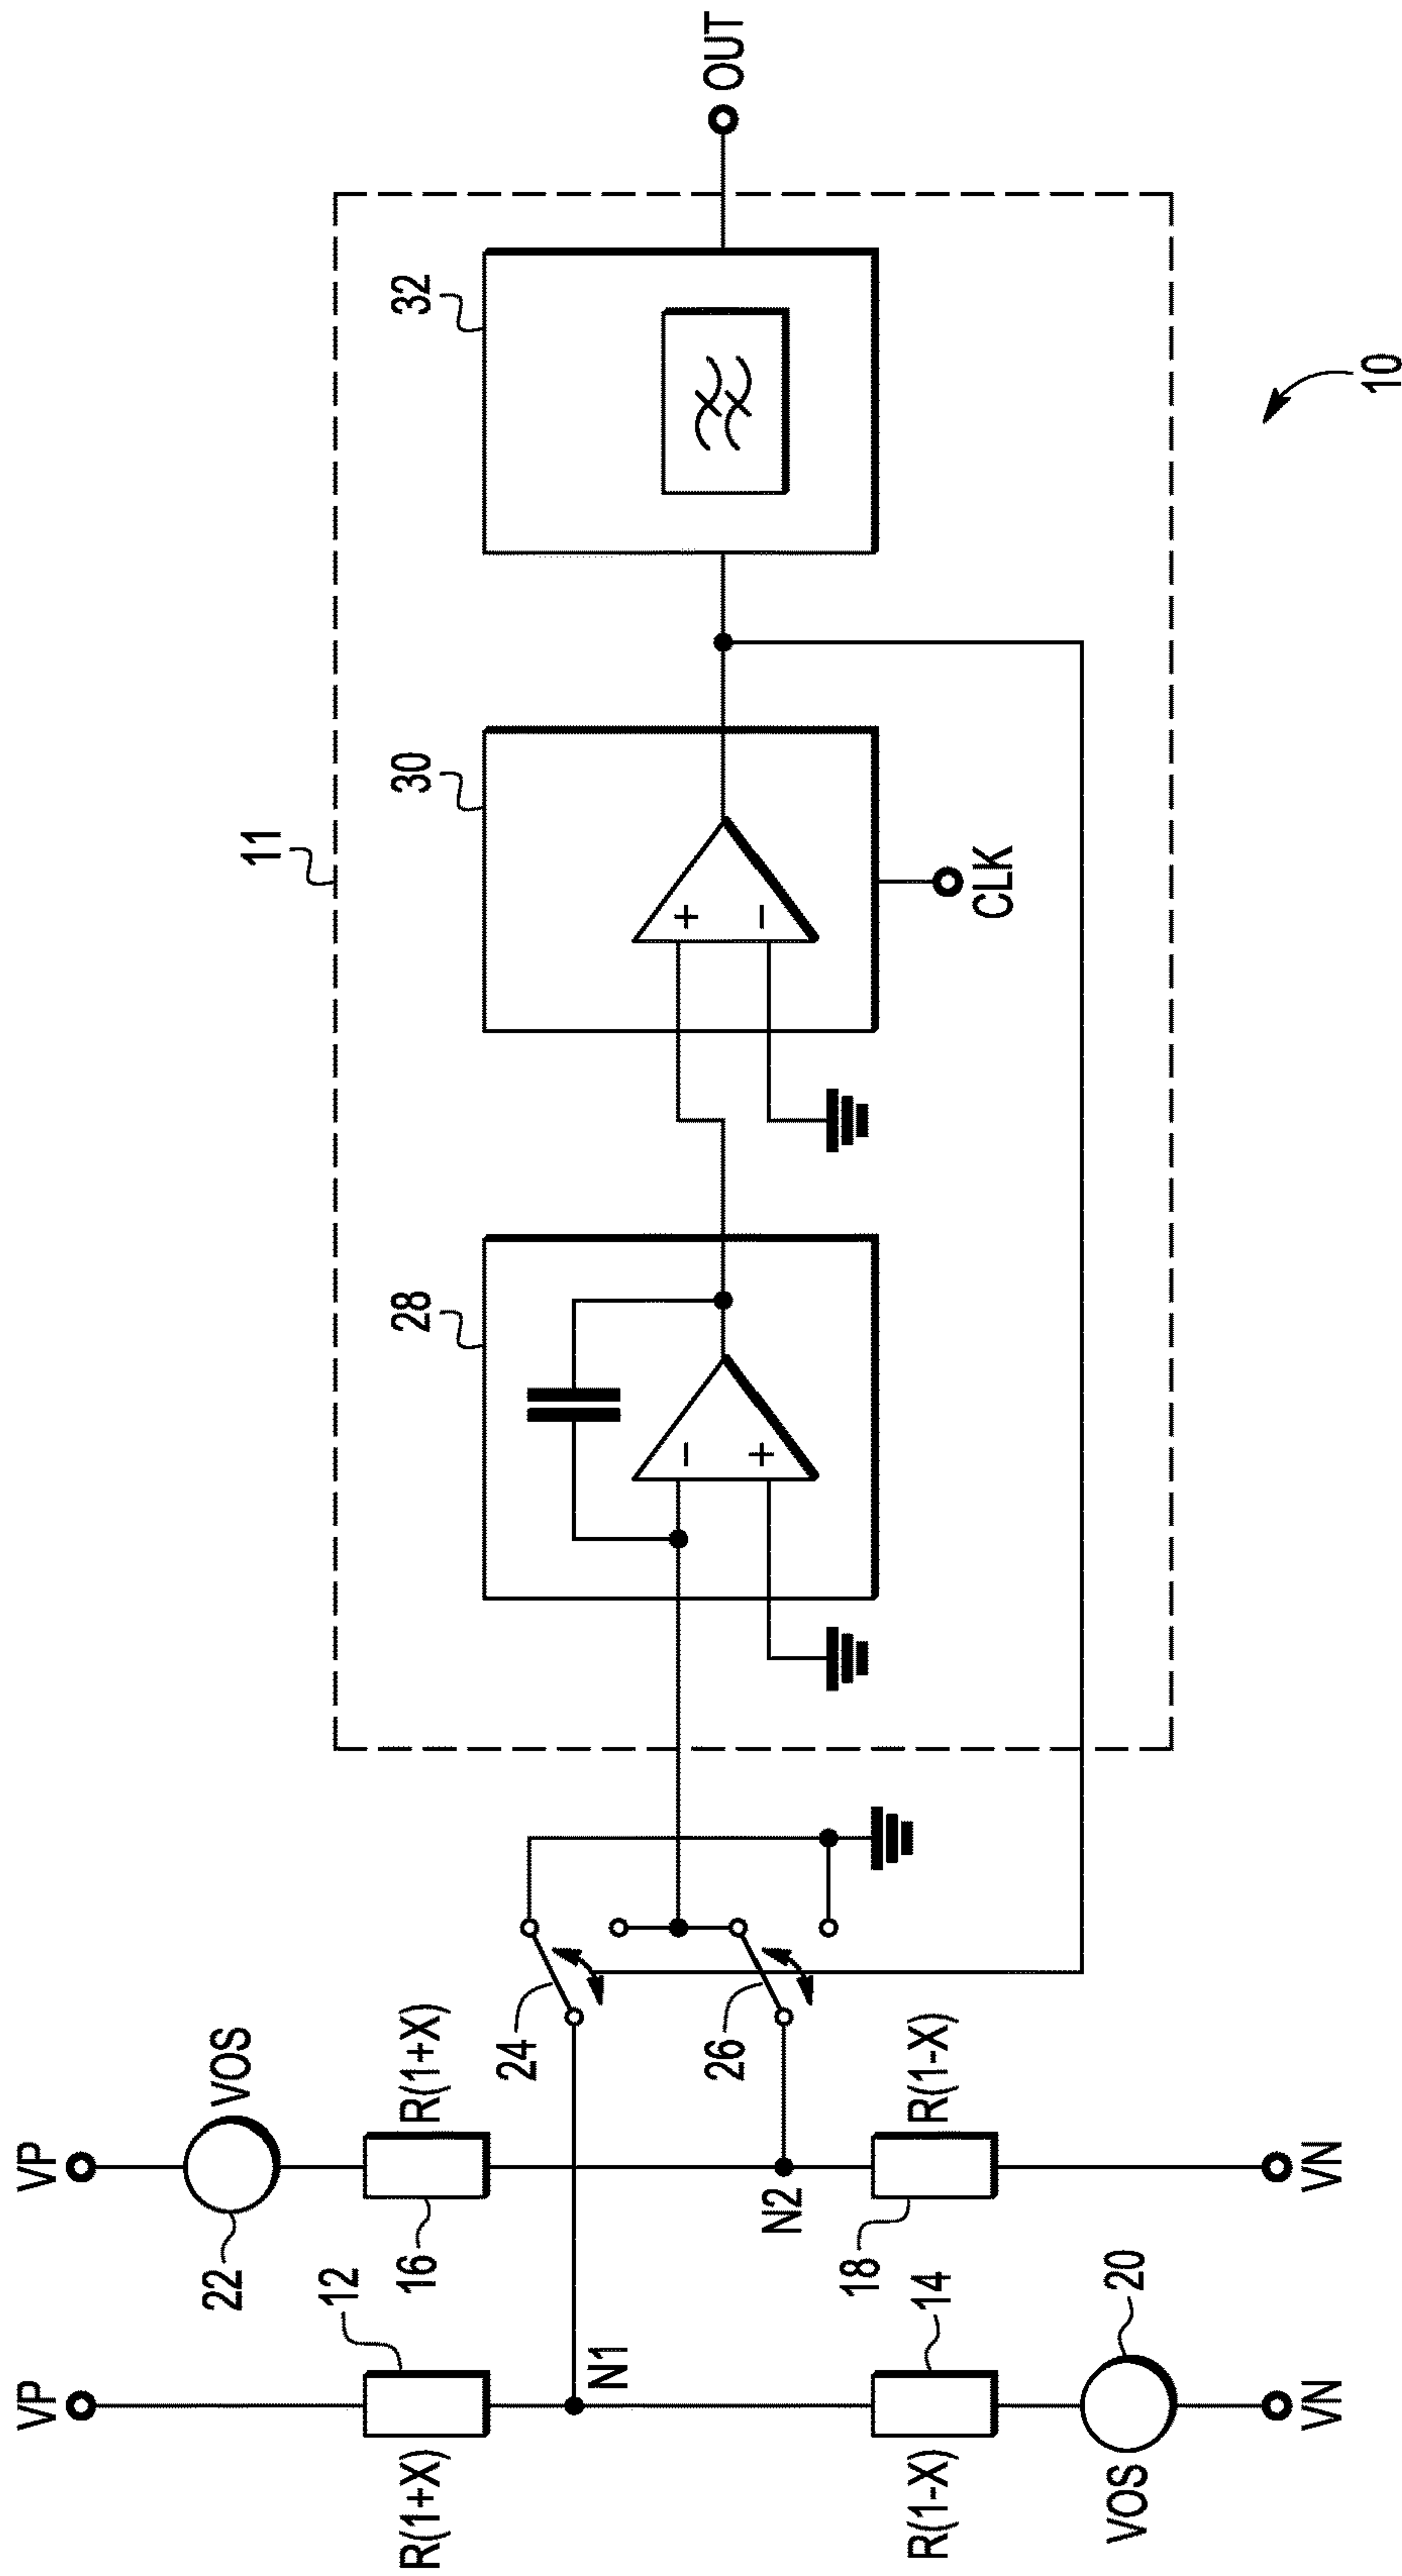 VP
VP
VOS
22
12
16
R(1+X)
R(1+X)
N1
N2
24
26
18
14
R(1-X)
R(1-X)
20
VOS
VN
VN
11
28
-
+
30
+
-
CLK
32
OUT
10